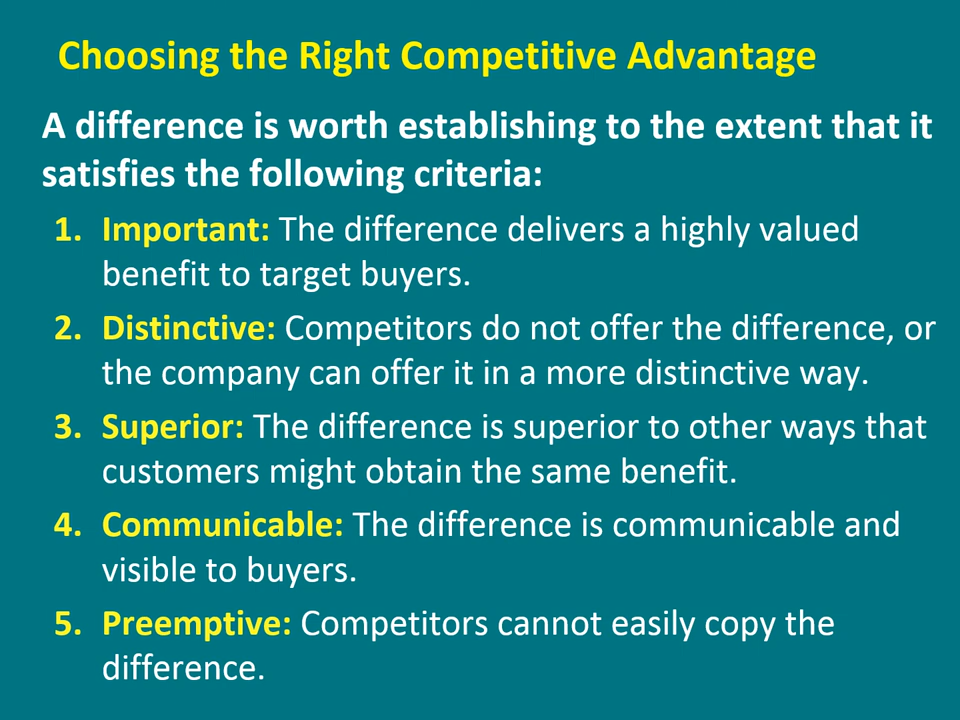 Choosing the Right Competitive Advantage
A difference is worth establishing to the extent that it
satisfies the following criteria:
1. Important: The difference delivers a highly valued
benefit to target buyers.
2. Distinctive: Competitors do not offer the difference, or
the company can offer it in a more distinctive way.
3. Superior: The difference is superior to other ways that
customers might obtain the same benefit.
4. Communicable: The difference is communicable and
visible to buyers.
5. Preemptive: Competitors cannot easily copy the
difference.